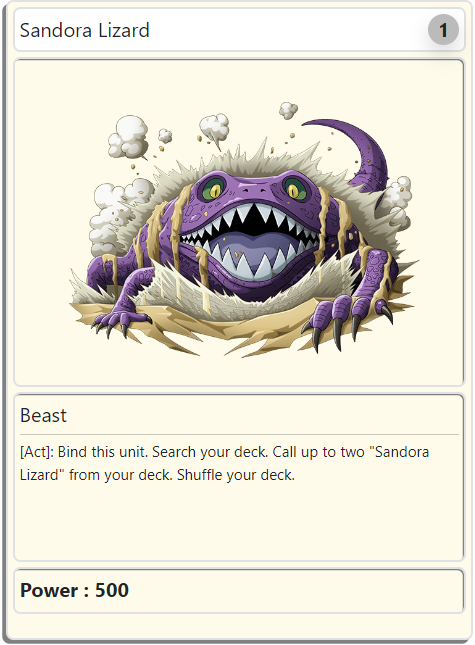 Sandora Lizard
1
Beast
[Act]: Bind this unit. Search your deck. Call up to two "Sandora
Lizard" from your deck. Shuffle your deck.
Power : 500